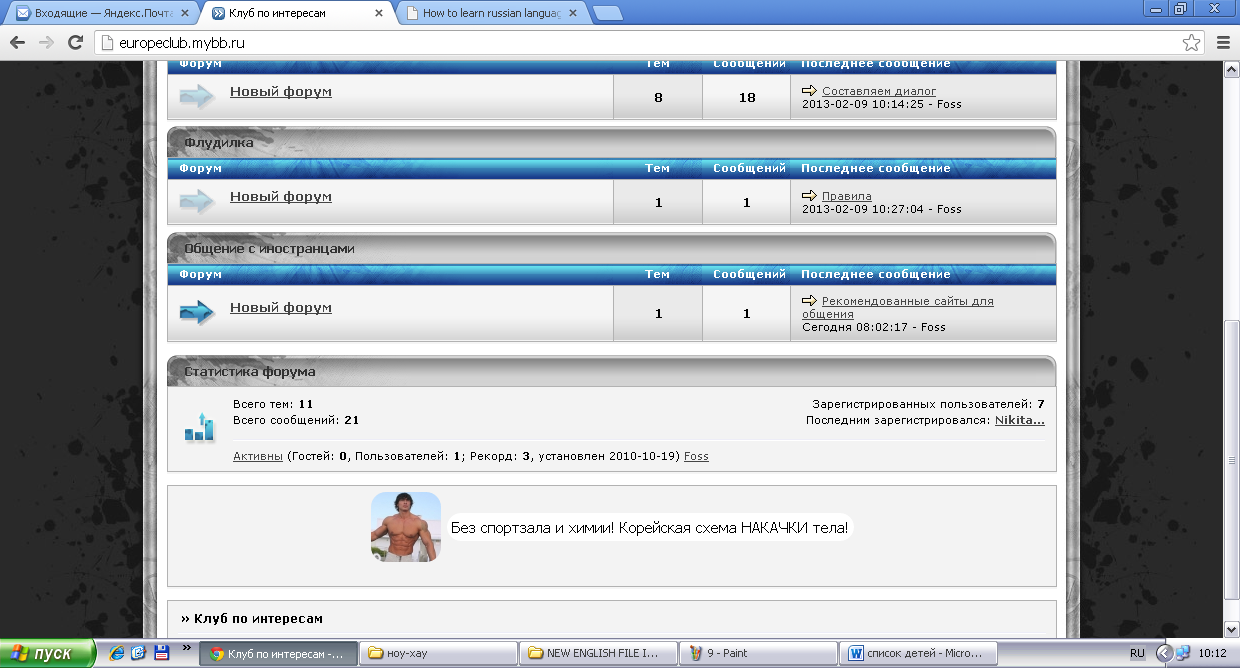 Входящие — Яндекс.Почта
Клуб по интересам
How to learn russian languag
europeclub.mybb.ru
Форум Тем Сообщений Последнее сообщение
Новый форум 8 18 Составляем диалог
2013-02-09 10:14:25 - Foss
Флудилка
Форум Тем Сообщений Последнее сообщение
Новый форум 1 1 Правила
2013-02-09 10:27:04 - Foss
Общение с иностранцами
Форум Тем Сообщений Последнее сообщение
Новый форум 1 1 Рекомендованные сайты для
общения
Сегодня 08:02:17 - Foss
Статистика форума
Всего тем: 11 Зарегистрированных пользователей: 7
Всего сообщений: 21 Последним зарегистрировался: Nikita...
Активны (Гостей: 0, Пользователей: 1; Рекорд: 3, установлен 2010-10-19) Foss
Без спортзала и химии! Корейская схема НАКАЧКИ тела!
» Клуб по интересам
пуск » Клуб по интересам -... ноу-хау NEW ENGLISH FILE I... 9 - Paint список детей - Micro... RU 10:12